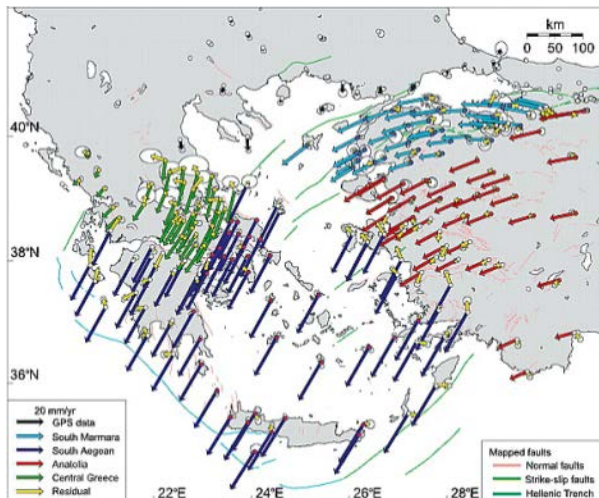 km
0 50 100
40°N
38°N
36°N
20 mm/yr
GPS data
South Marmara
South Aegean
Anatolia
Central Greece
Residual
22°E
24°E
26°E
28°E
Mapped faults
Normal faults
Strike-slip faults
Hellenic Trench